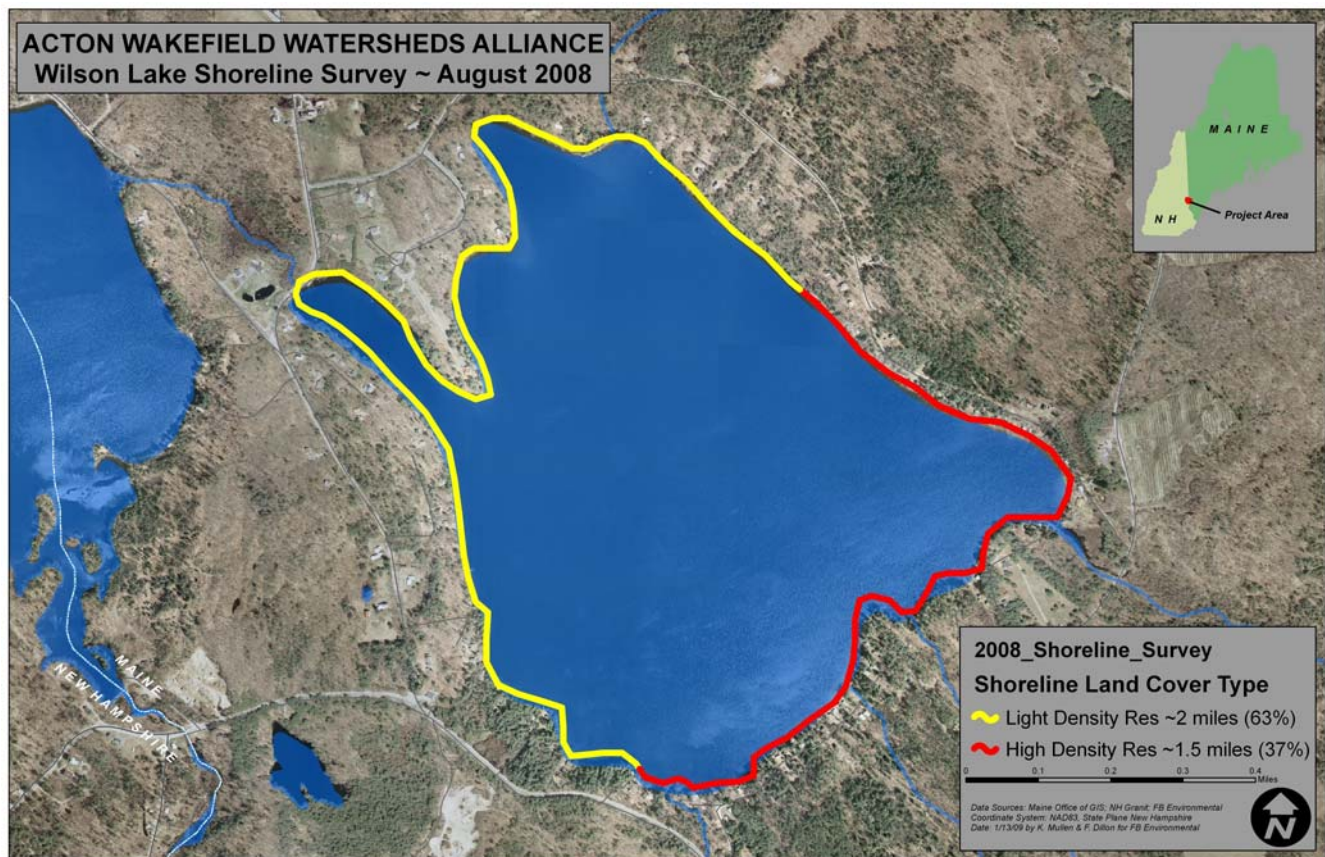 ACTON WAKEFIELD WATERSHEDS ALLIANCE
Wilson Lake Shoreline Survey ~ August 2008
MAINE
NH
Project Area
MAINE
NEW HAMPSHIRE
2008_Shoreline_Survey
Shoreline Land Cover Type
Light Density Res ~2 miles (63%)
High Density Res ~1.5 miles (37%)
0 0.1 0.2 0.3 0.4
Miles
Data Sources: Maine Office of GIS; NH Granit; FB Environmental
Coordinate System: NAD83, State Plane New Hampshire
Date: 1/13/09 by K. Mullen & F. Dillon for FB Environmental
N